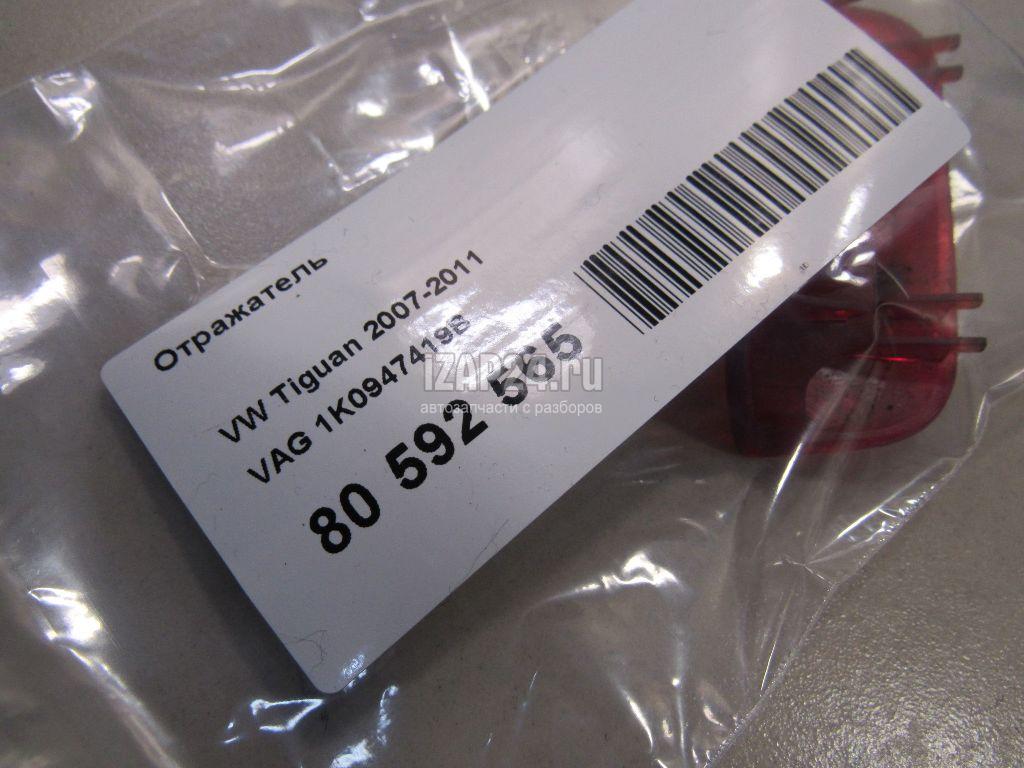 Отражатель
VW Tiguan 2007-2011
VAG 1K0947419B
80 592 565
IZAP24.ru
автозапчасти с разборов